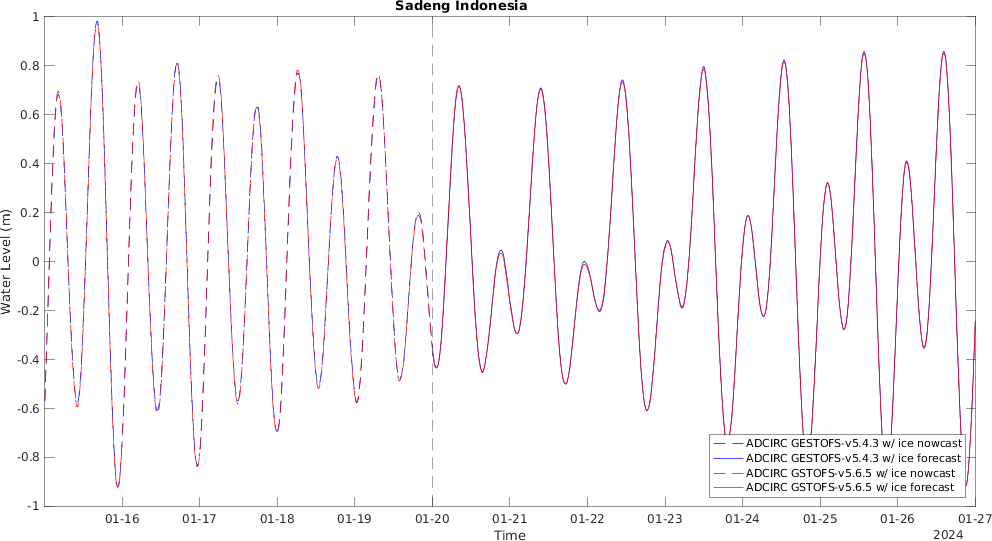 Sadeng Indonesia
1
0.8
0.6
0.4
0.2
0
-0.2
-0.4
-0.6
-0.8
-1
Water Level (m)
ADCIRC GESTOFS-v5.4.3 w/ ice nowcast
ADCIRC GESTOFS-v5.4.3 w/ ice forecast
ADCIRC GSTOFS-v5.6.5 w/ ice nowcast
ADCIRC GSTOFS-v5.6.5 w/ ice forecast
01-16 01-17 01-18 01-19 01-20 01-21 01-22 01-23 01-24 01-25 01-26 01-27
Time
2024